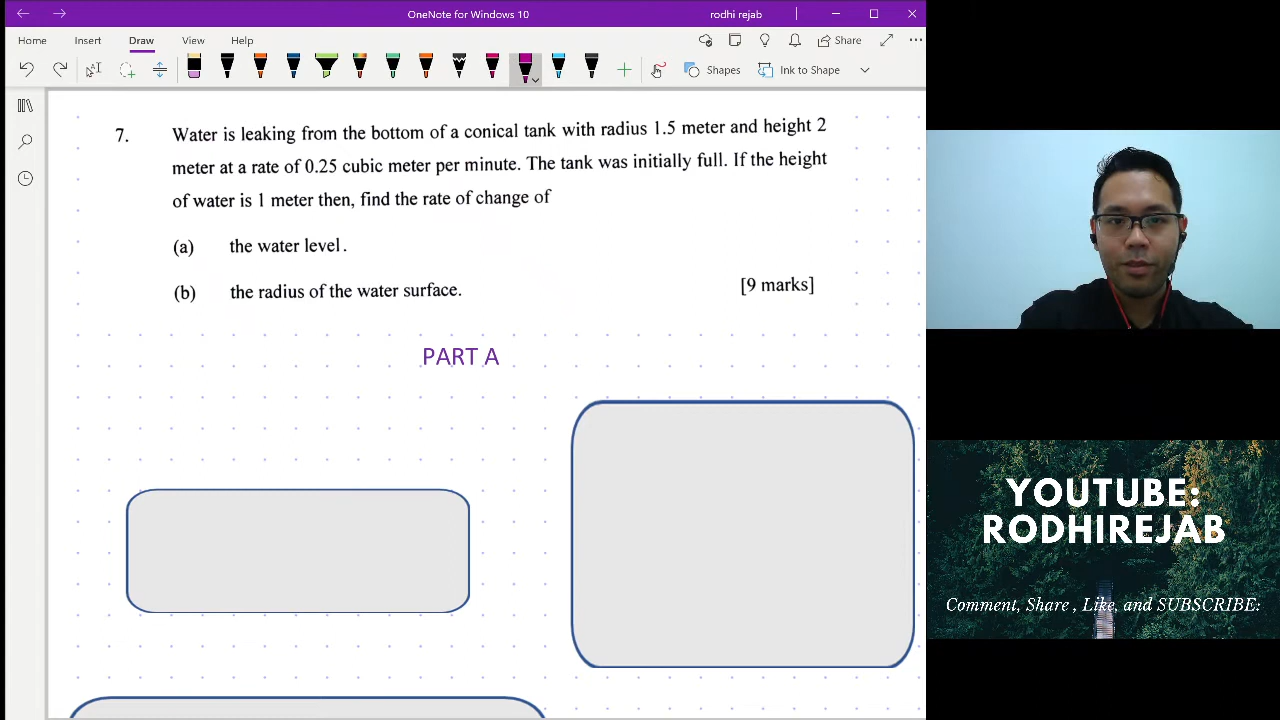 OneNote for Windows 10
rodhi rejab
Home Insert Draw View Help
Share
Shapes
Ink to Shape
7. Water is leaking from the bottom of a conical tank with radius 1.5 meter and height 2
meter at a rate of 0.25 cubic meter per minute. The tank was initially full. If the height
of water is 1 meter then, find the rate of change of
(a) the water level.
(b) the radius of the water surface. [9 marks]
PART A
YOUTUBE:
RODHIREJAB
Comment, Share , Like, and SUBSCRIBE: